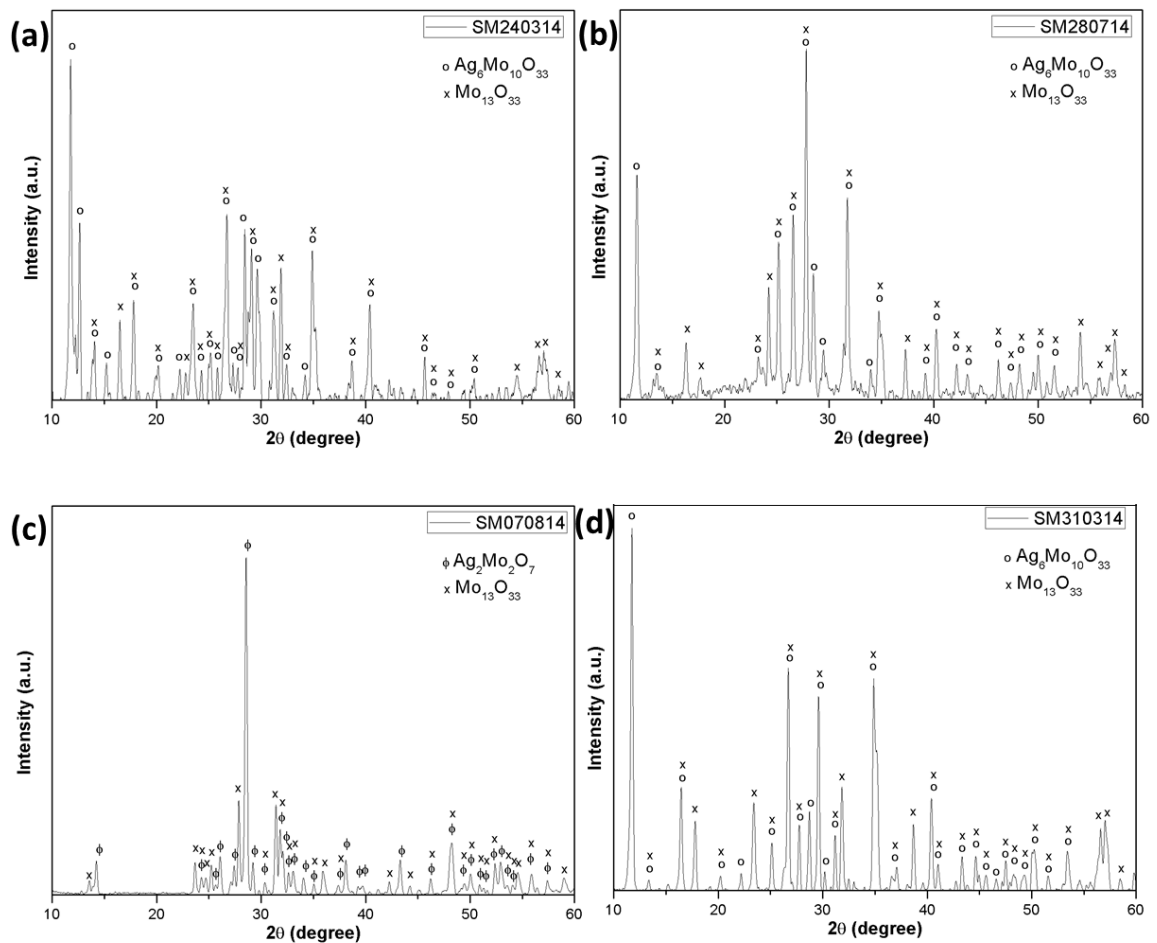 (a)
SM240314
o Ag₆Mo₁₀O₃₃
x Mo₁₃O₃₃
Intensity (a.u.)
10 20 30 40 50 60
2θ (degree)
(b)
SM280714
o Ag₆Mo₁₀O₃₃
x Mo₁₃O₃₃
Intensity (a.u.)
10 20 30 40 50 60
2θ (degree)
(c)
SM070814
ϕ Ag₂Mo₂O₇
x Mo₁₃O₃₃
Intensity (a.u.)
10 20 30 40 50 60
2θ (degree)
(d)
SM310314
o Ag₆Mo₁₀O₃₃
x Mo₁₃O₃₃
Intensity (a.u.)
10 20 30 40 50 60
2θ (degree)